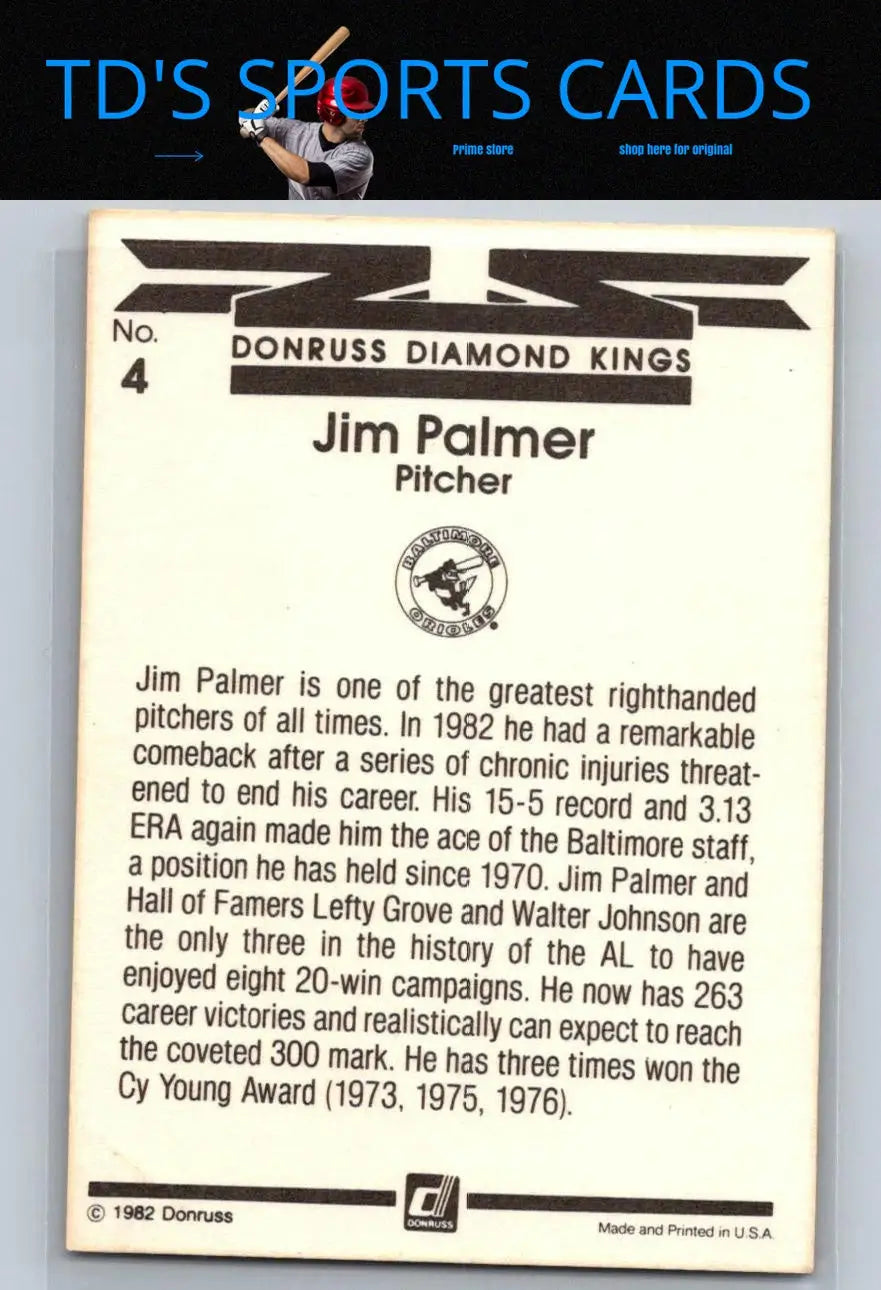 TD'S SPORTS CARDS
Prime store
shop here for original
No.
4
DONRUSS DIAMOND KINGS
Jim Palmer
Pitcher
BALTIMORE
ORIOLES
Jim Palmer is one of the greatest righthanded
pitchers of all times. In 1982 he had a remarkable
comeback after a series of chronic injuries threat-
ened to end his career. His 15-5 record and 3.13
ERA again made him the ace of the Baltimore staff,
a position he has held since 1970. Jim Palmer and
Hall of Famers Lefty Grove and Walter Johnson are
the only three in the history of the AL to have
enjoyed eight 20-win campaigns. He now has 263
career victories and realistically can expect to reach
the coveted 300 mark. He has three times won the
Cy Young Award (1973, 1975, 1976).
© 1982 Donruss
d
DONRUSS
Made and Printed in U.S.A.